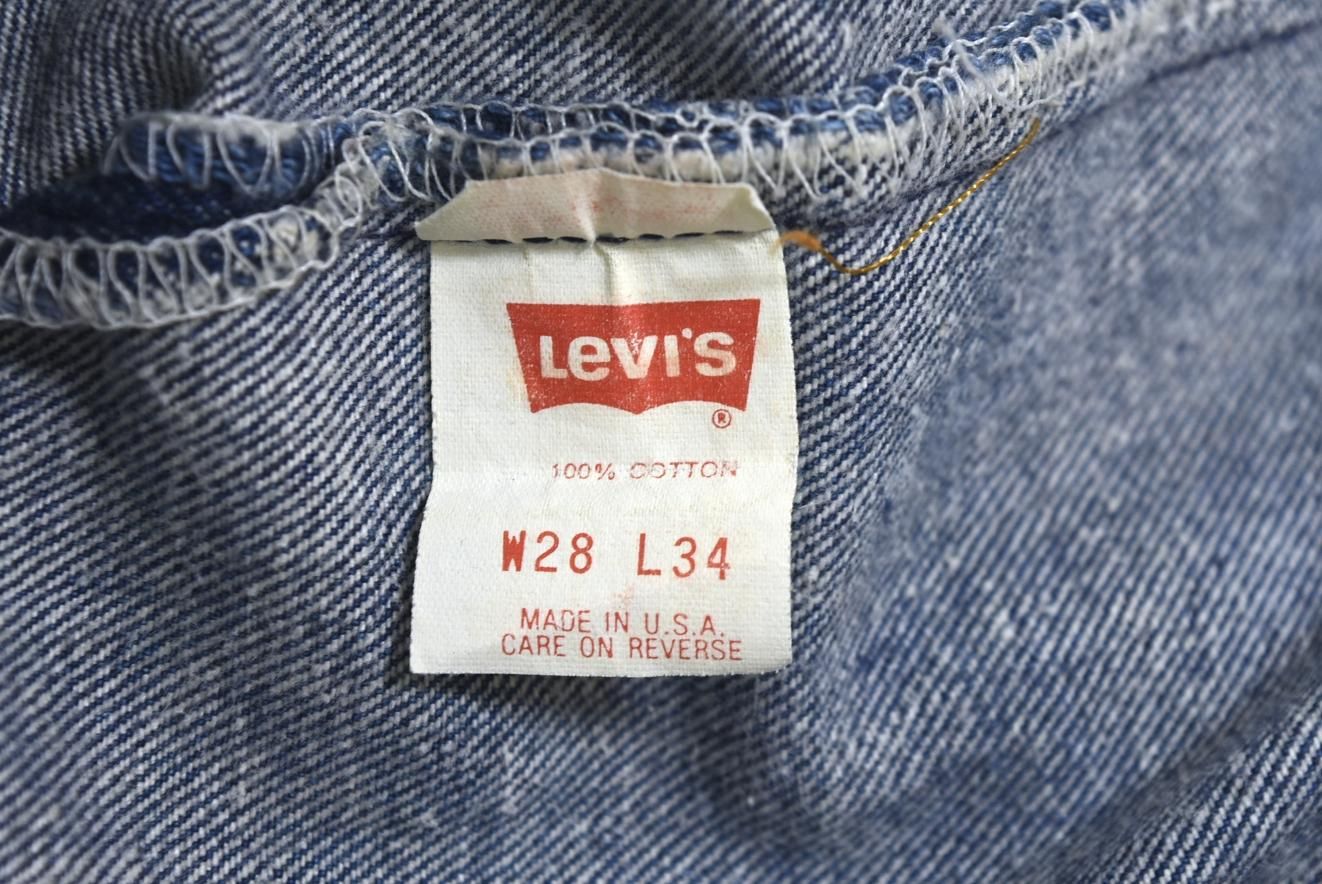 Levi's
®
100% COTTON
W28 L34
MADE IN U.S.A.
CARE ON REVERSE